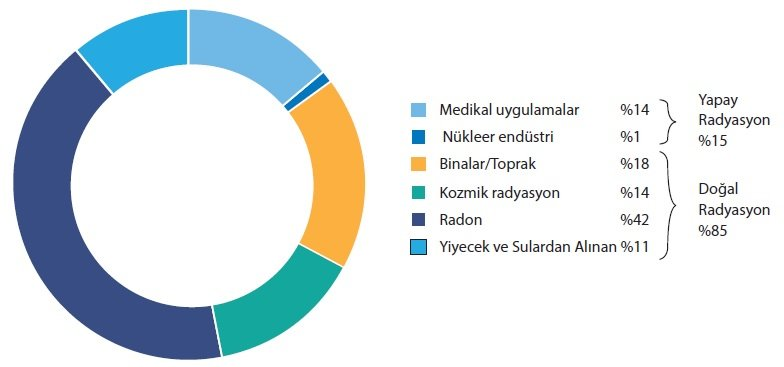 Medikal uygulamalar %14
Nükleer endüstri %1
Binalar/Toprak %18
Kozmik radyasyon %14
Radon %42
Yiyecek ve Sulardan Alınan %11
Yapay
Radyasyon
%15
Doğal
Radyasyon
%85